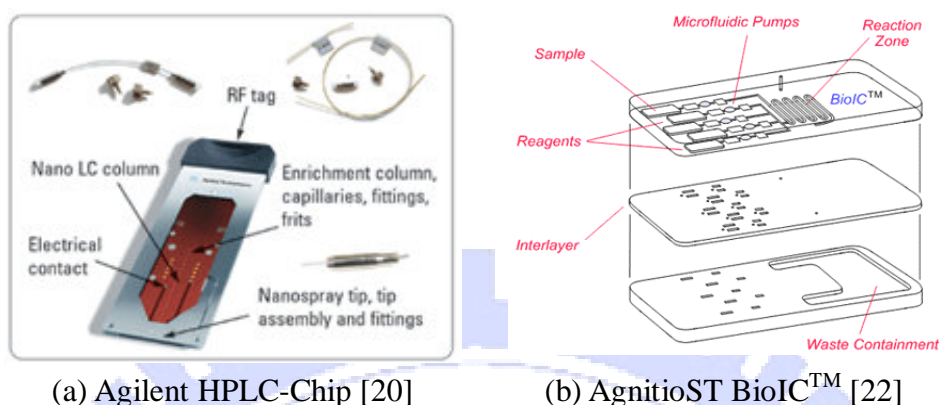 RF tag
Nano LC column
Enrichment column,
capillaries, fittings,
frits
Electrical
contact
Nanospray tip, tip
assembly and fittings
(a) Agilent HPLC-Chip [20]
Microfluidic Pumps
Reaction
Zone
Sample
BioIC™
Reagents
Interlayer
Waste Containment
(b) AgnitioST BioIC™ [22]